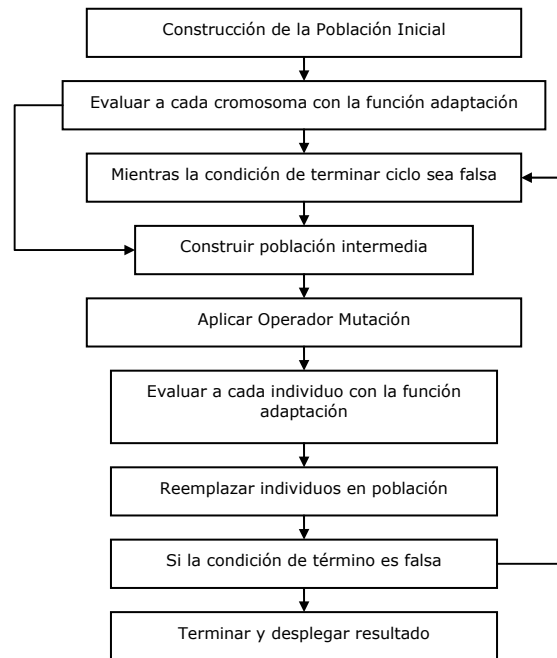 Construcción de la Población Inicial
Evaluar a cada cromosoma con la función adaptación
Mientras la condición de terminar ciclo sea falsa
Construir población intermedia
Aplicar Operador Mutación
Evaluar a cada individuo con la función
adaptación
Reemplazar individuos en población
Si la condición de término es falsa
Terminar y desplegar resultado